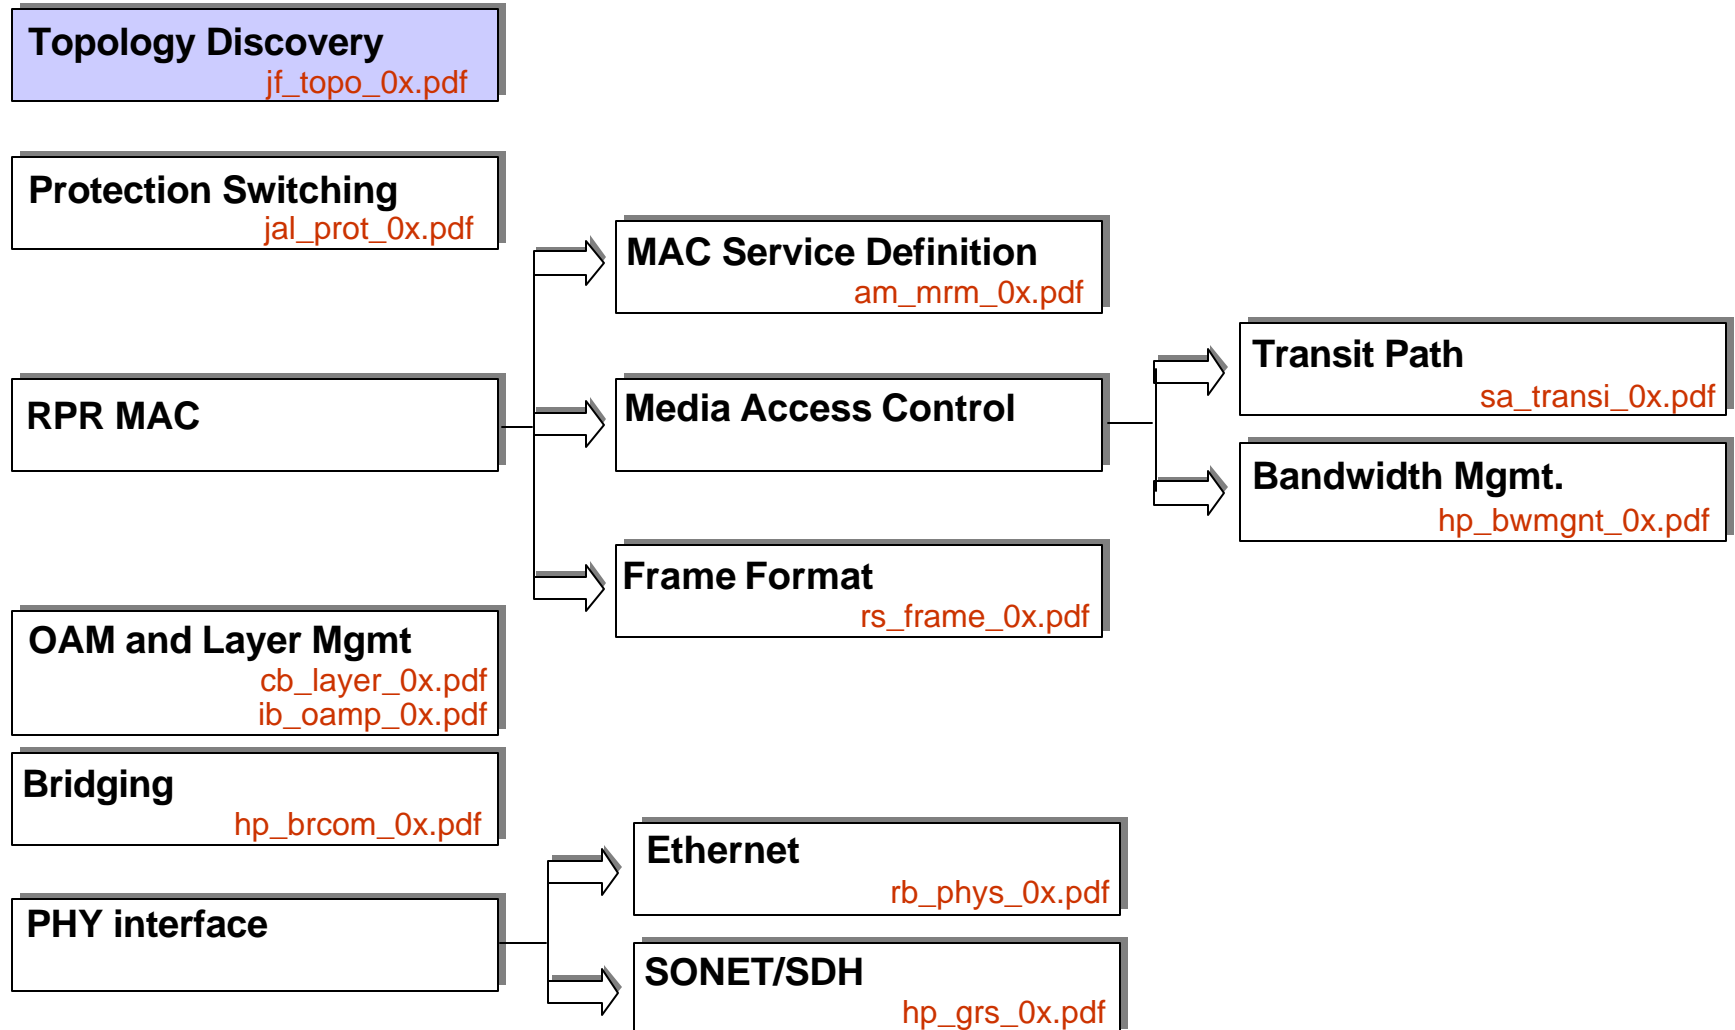 Topology Discovery
jf_topo_0x.pdf
Protection Switching
jal_prot_0x.pdf
RPR MAC
MAC Service Definition
am_mrm_0x.pdf
Media Access Control
Transit Path
sa_transi_0x.pdf
Bandwidth Mgmt.
hp_bwmgnt_0x.pdf
Frame Format
rs_frame_0x.pdf
OAM and Layer Mgmt
cb_layer_0x.pdf
ib_oamp_0x.pdf
Bridging
hp_brcom_0x.pdf
PHY interface
Ethernet
rb_phys_0x.pdf
SONET/SDH
hp_grs_0x.pdf